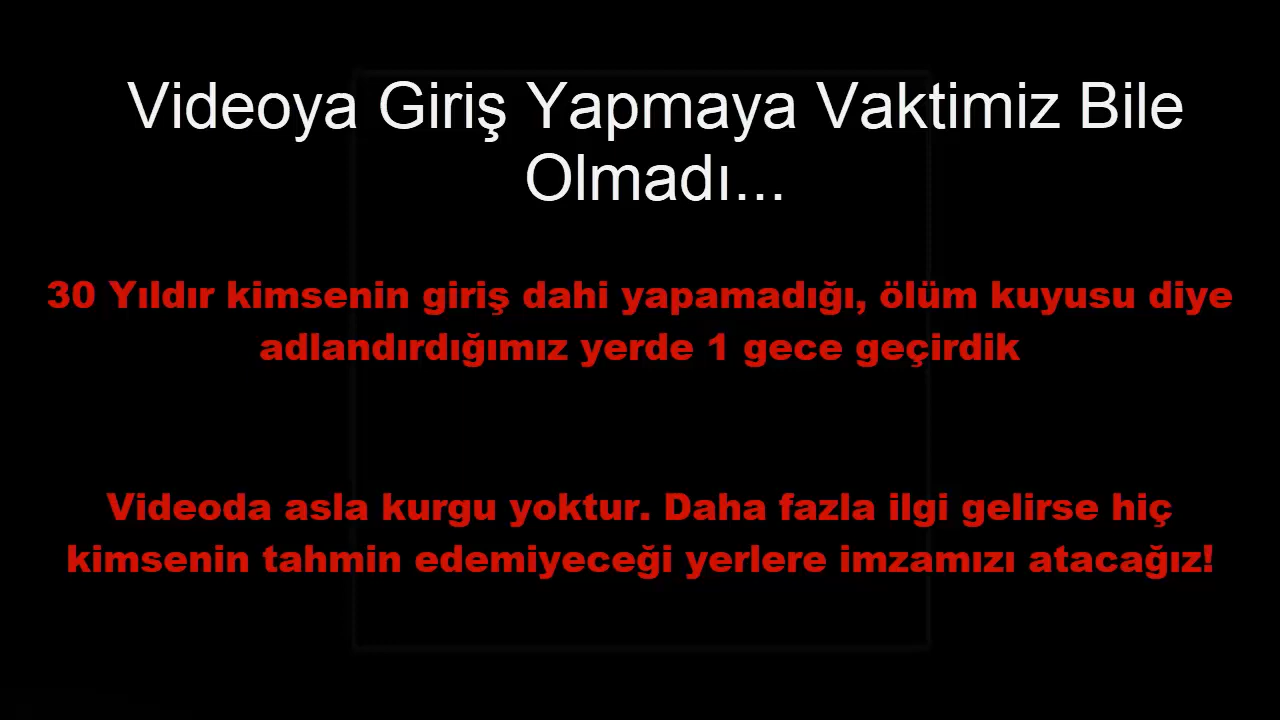 Videoya Giriş Yapmaya Vaktimiz Bile
Olmadı...
30 Yıldır kimsenin giriş dahi yapamadığı, ölüm kuyusu diye
adlandırdığımız yerde 1 gece geçirdik
Videoda asla kurgu yoktur. Daha fazla ilgi gelirse hiç
kimsenin tahmin edemiyeceği yerlere imzamızı atacağız!